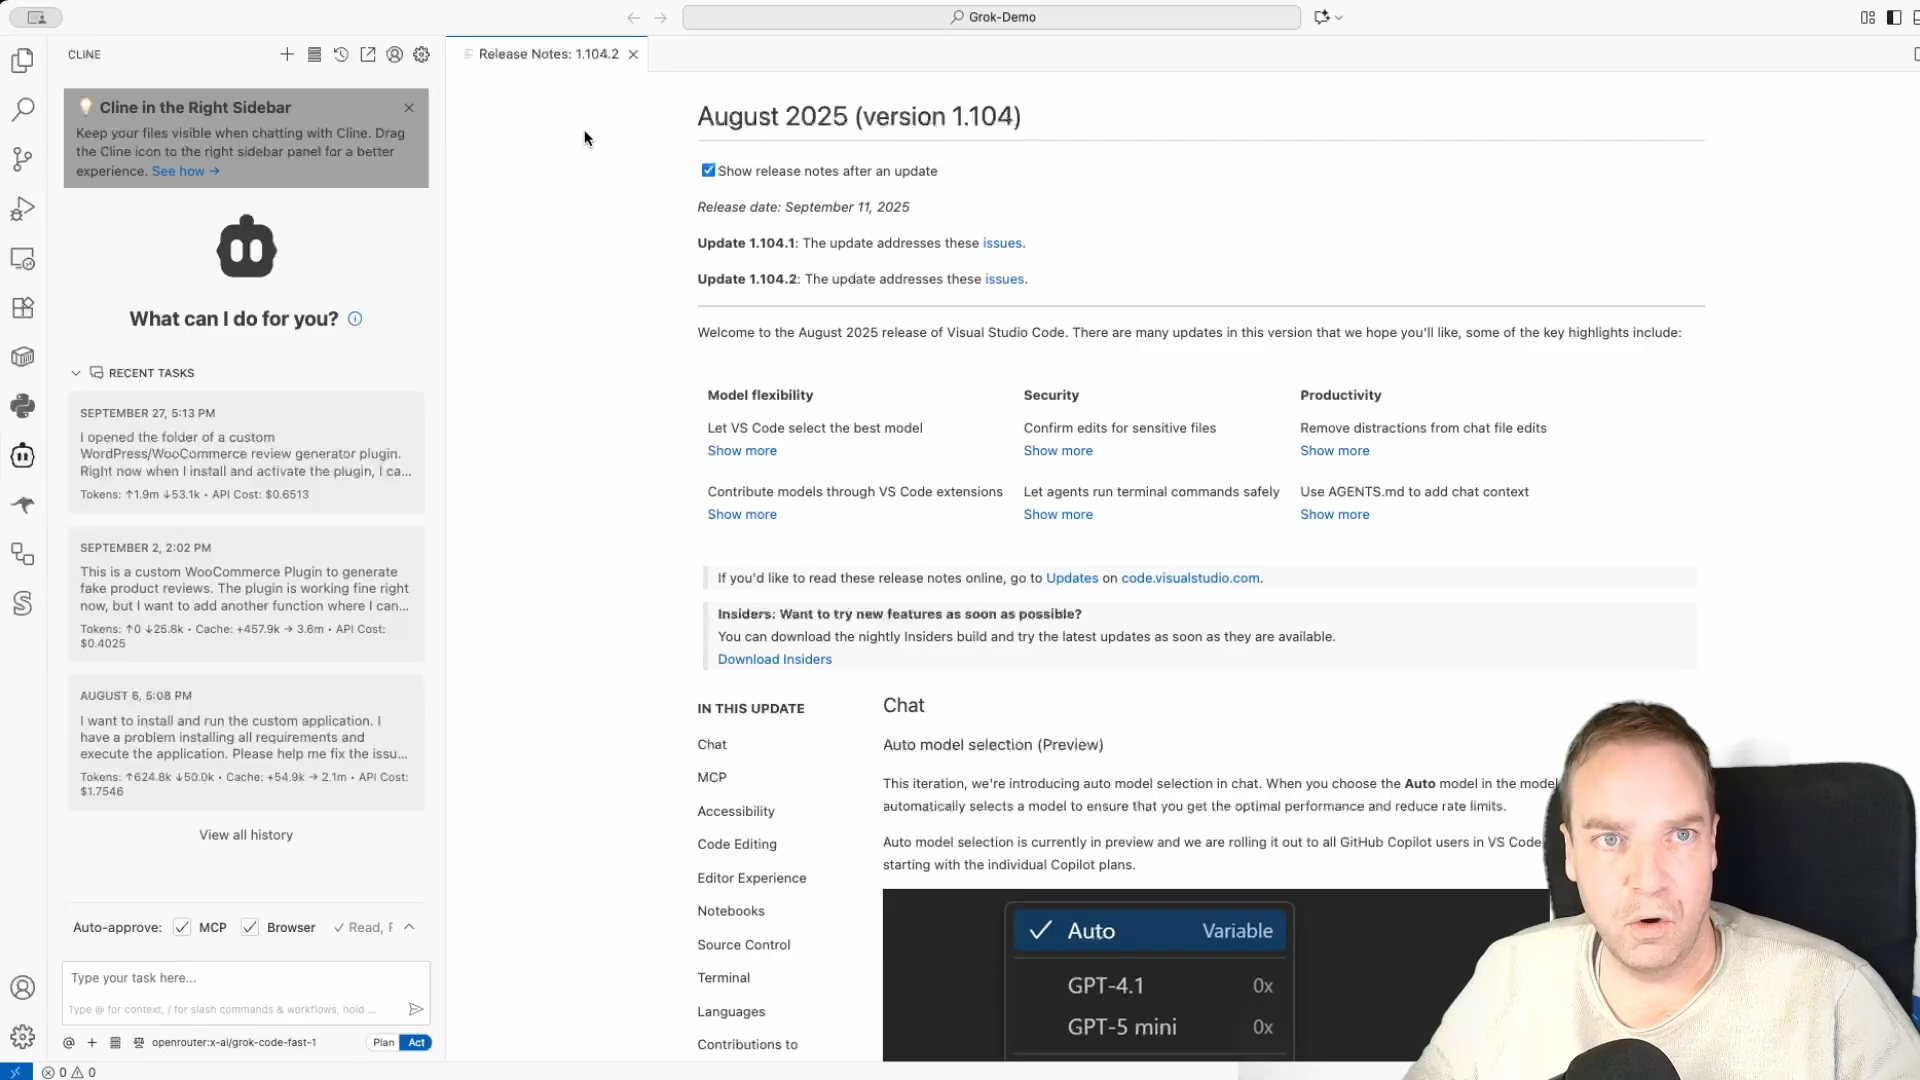 Grok-Demo
CLINE
Release Notes: 1.104.2
Cline in the Right Sidebar
Keep your files visible when chatting with Cline. Drag
the Cline icon to the right sidebar panel for a better
experience. See how →
What can I do for you?
RECENT TASKS
SEPTEMBER 27, 5:13 PM
I opened the folder of a custom
WordPress/WooCommerce review generator plugin.
Right now when I install and activate the plugin, I ca...
Tokens: ↑1.9m ↓53.1k • API Cost: $0.6513
SEPTEMBER 2, 2:02 PM
This is a custom WooCommerce Plugin to generate
fake product reviews. The plugin is working fine right
now, but I want to add another function where I can...
Tokens: ↑0 ↓25.8k • Cache: +457.9k → 3.6m • API Cost:
$0.4025
AUGUST 6, 5:08 PM
I want to install and run the custom application. I
have a problem installing all requirements and
execute the application. Please help me fix the issu...
Tokens: ↑624.8k ↓50.0k • Cache: +54.9k → 2.1m • API Cost:
$1.7546
View all history
Auto-approve: MCP Browser Read, F
Type your task here...
Type @ for context, / for slash commands & workflows, hold ...
@ + openrouter:x-ai/grok-code-fast-1 Plan Act
0 0
August 2025 (version 1.104)
Show release notes after an update
Release date: September 11, 2025
Update 1.104.1: The update addresses these issues.
Update 1.104.2: The update addresses these issues.
Welcome to the August 2025 release of Visual Studio Code. There are many updates in this version that we hope you'll like, some of the key highlights include:
Model flexibility Security Productivity
Let VS Code select the best model Confirm edits for sensitive files Remove distractions from chat file edits
Show more Show more Show more
Contribute models through VS Code extensions Let agents run terminal commands safely Use AGENTS.md to add chat context
Show more Show more Show more
If you'd like to read these release notes online, go to Updates on code.visualstudio.com.
Insiders: Want to try new features as soon as possible?
You can download the nightly Insiders build and try the latest updates as soon as they are available.
Download Insiders
IN THIS UPDATE
Chat
MCP
Accessibility
Code Editing
Editor Experience
Notebooks
Source Control
Terminal
Languages
Contributions to
Chat
Auto model selection (Preview)
This iteration, we're introducing auto model selection in chat. When you choose the Auto model in the model
automatically selects a model to ensure that you get the optimal performance and reduce rate limits.
Auto model selection is currently in preview and we are rolling it out to all GitHub Copilot users in VS Code
starting with the individual Copilot plans.
Auto Variable
GPT-4.1 0x
GPT-5 mini 0x